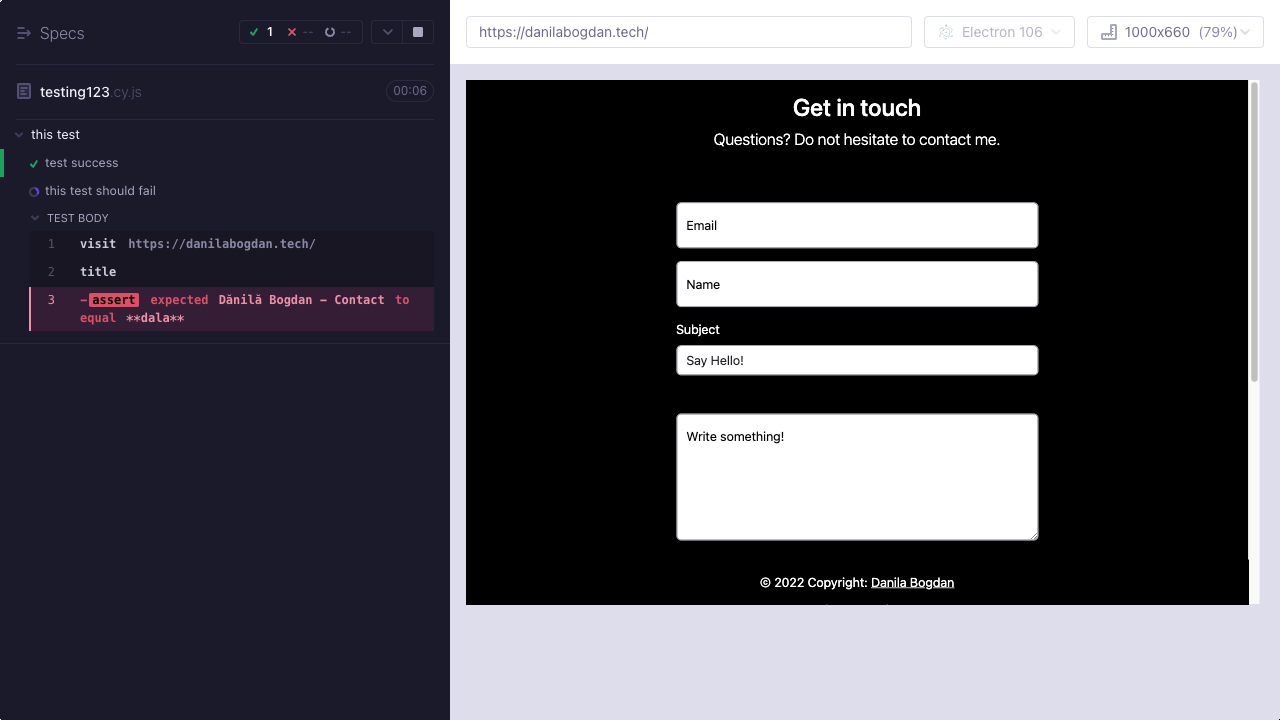 Specs
1 -- --
testing123.cy.js
00:06
this test
test success
this test should fail
TEST BODY
1 visit https://danilabogdan.tech/
2 title
3 -assert expected Dănilă Bogdan - Contact to
equal **dala**
https://danilabogdan.tech/
Electron 106
1000x660 (79%)
Get in touch
Questions? Do not hesitate to contact me.
Email
Name
Subject
Say Hello!
Write something!
© 2022 Copyright: Danila Bogdan